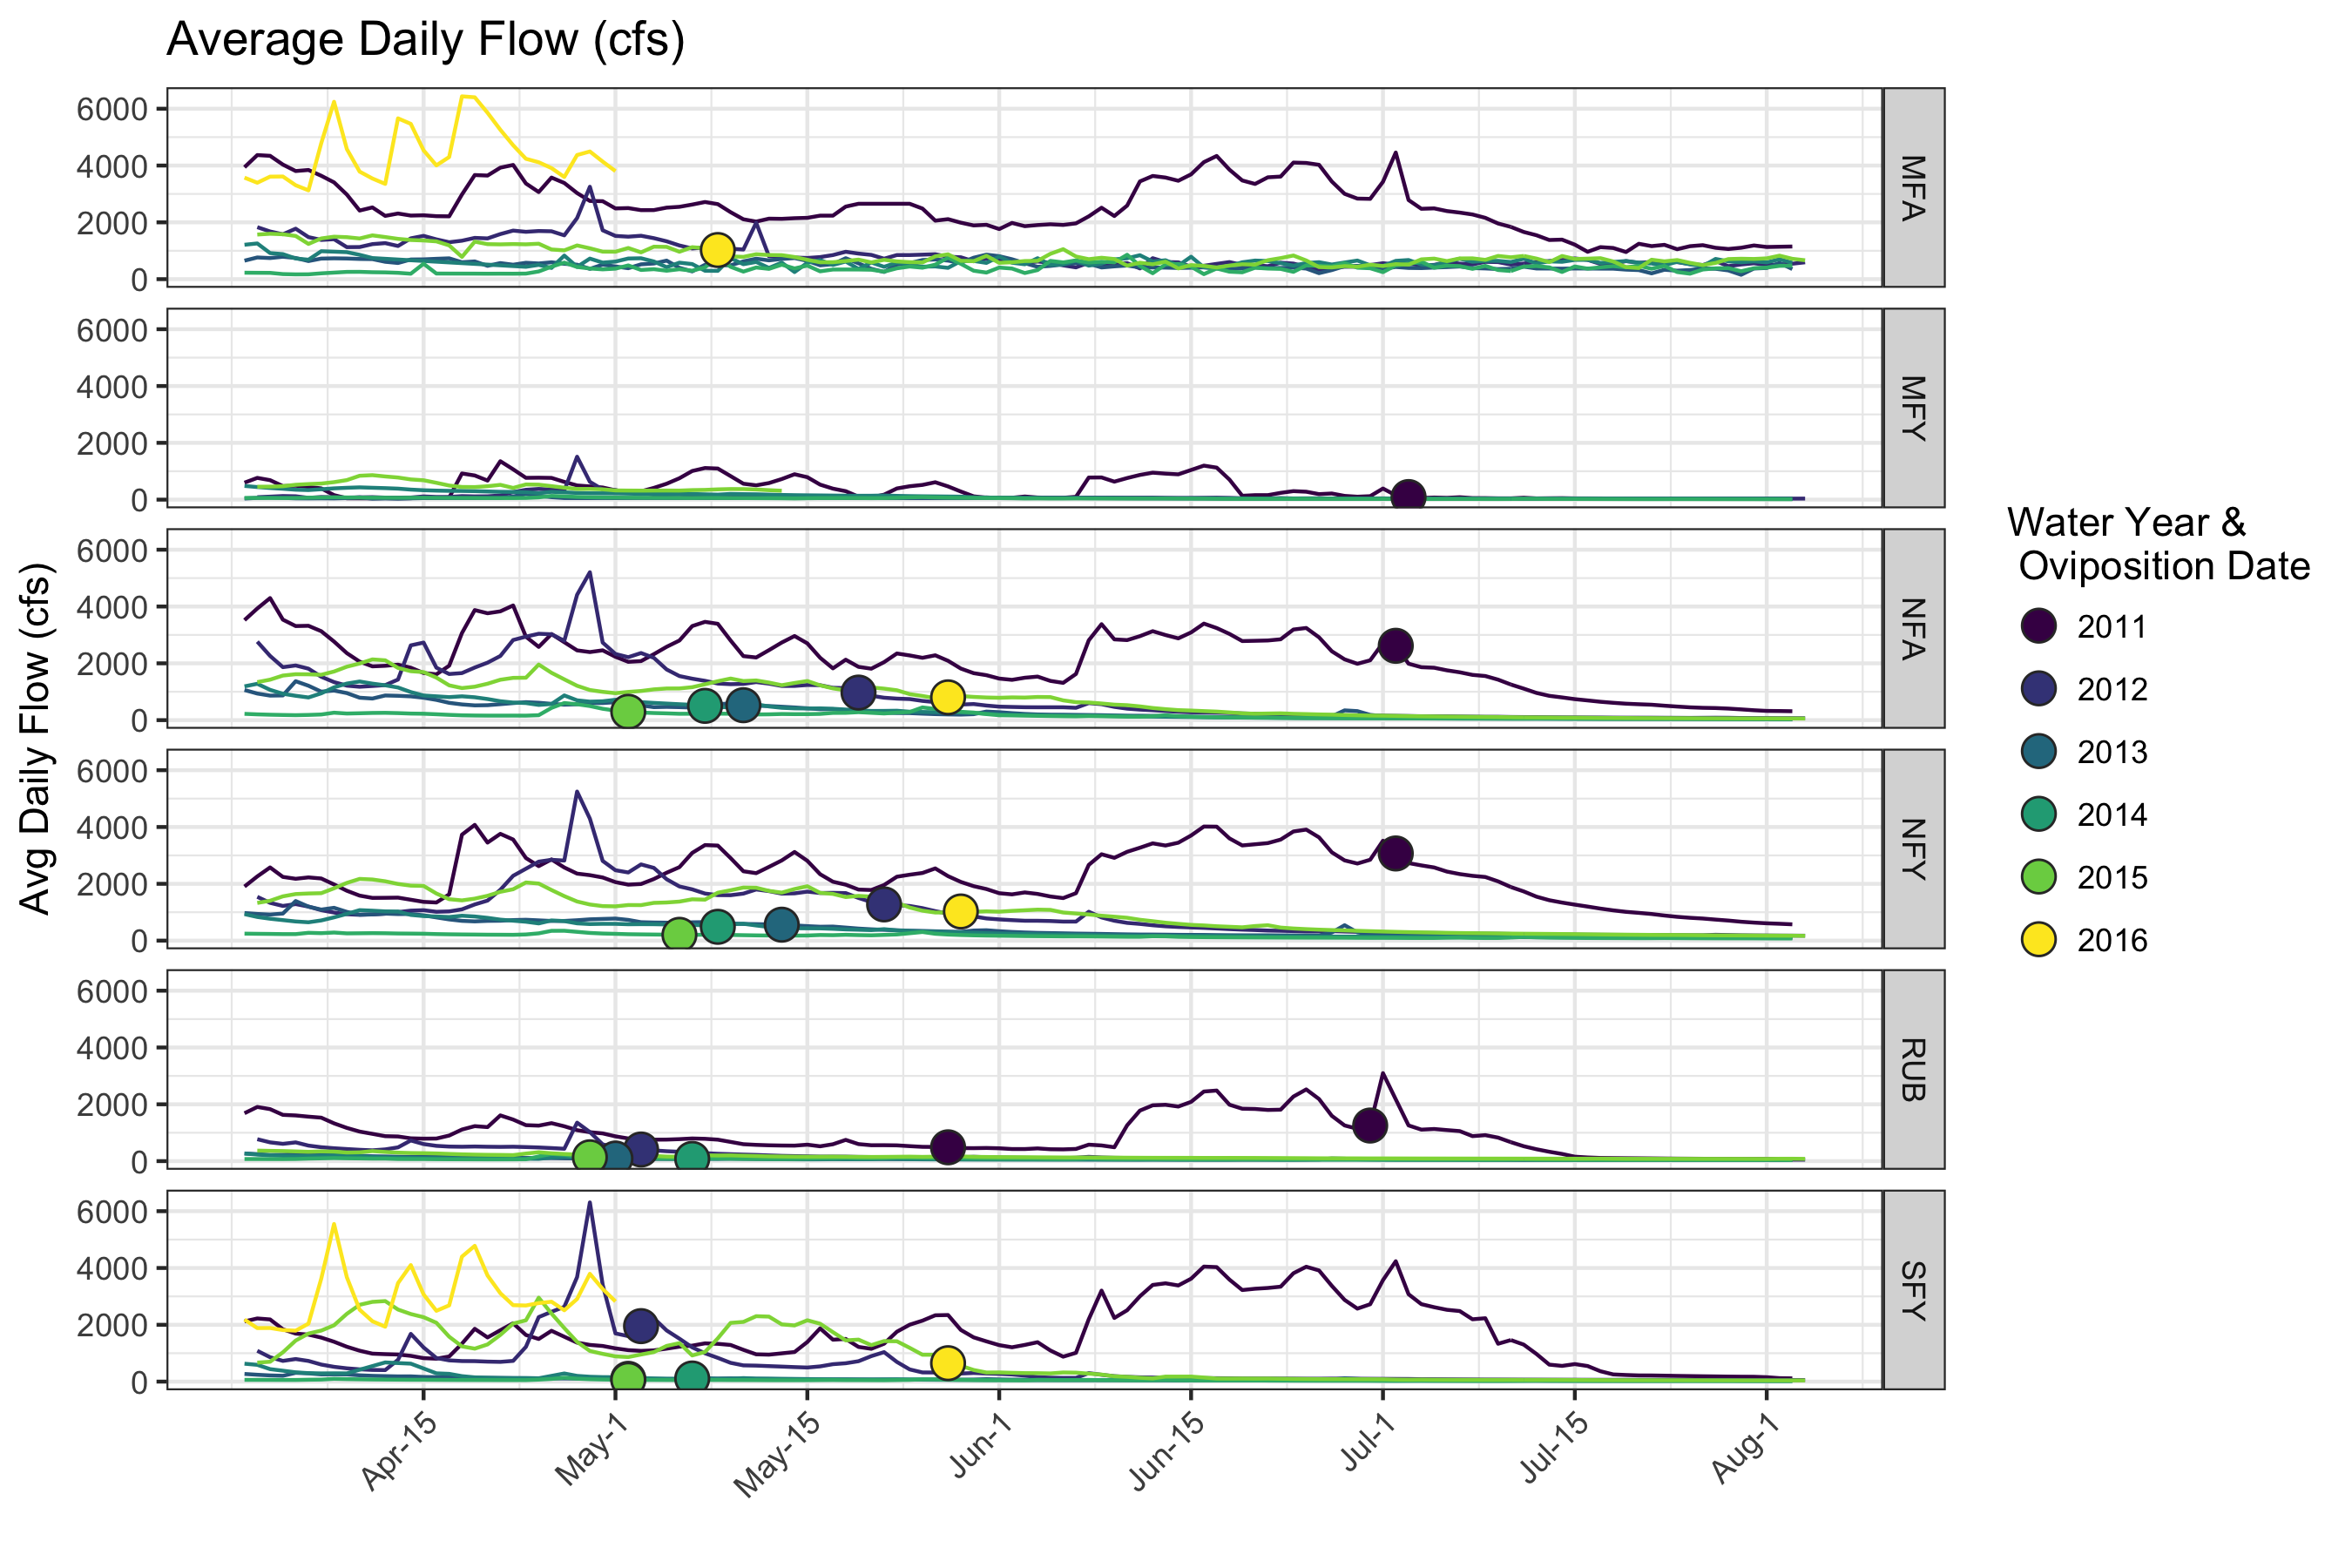 Average Daily Flow (cfs)
Avg Daily Flow (cfs)
6000
4000
2000
0
MFA
6000
4000
2000
0
MFY
6000
4000
2000
0
NFA
6000
4000
2000
0
NFY
6000
4000
2000
0
RUB
6000
4000
2000
0
SFY
Apr-15
May-1
May-15
Jun-1
Jun-15
Jul-1
Jul-15
Aug-1
Water Year &
Oviposition Date
2011
2012
2013
2014
2015
2016